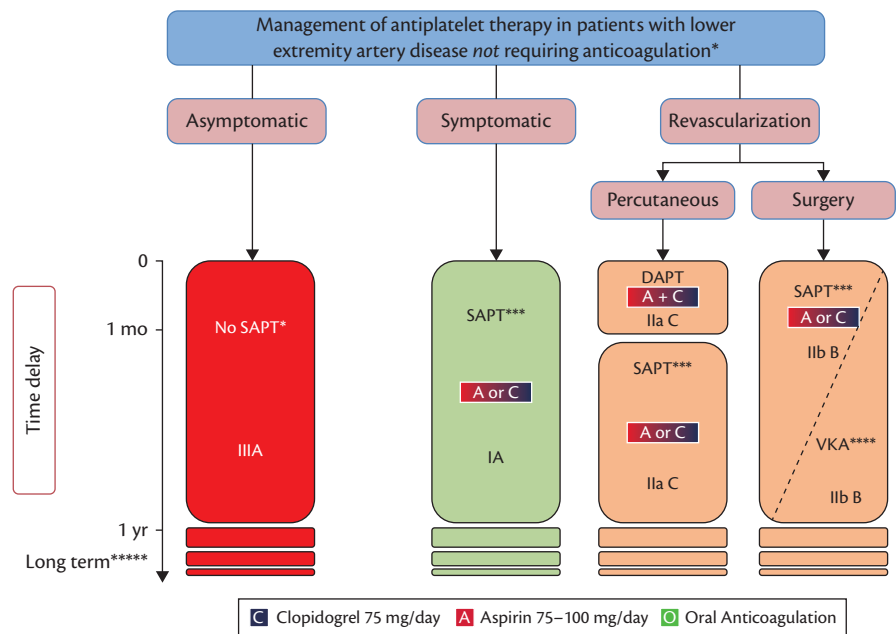 Management of antiplatelet therapy in patients with lower
extremity artery disease not requiring anticoagulation*
Asymptomatic
Symptomatic
Revascularization
Percutaneous
Surgery
Time delay
0
1 mo
1 yr
Long term*****
No SAPT*
IIIA
SAPT***
A or C
IA
DAPT
A + C
IIa C
SAPT***
A or C
IIa C
SAPT***
A or C
IIb B
VKA****
IIb B
C Clopidogrel 75 mg/day A Aspirin 75–100 mg/day O Oral Anticoagulation